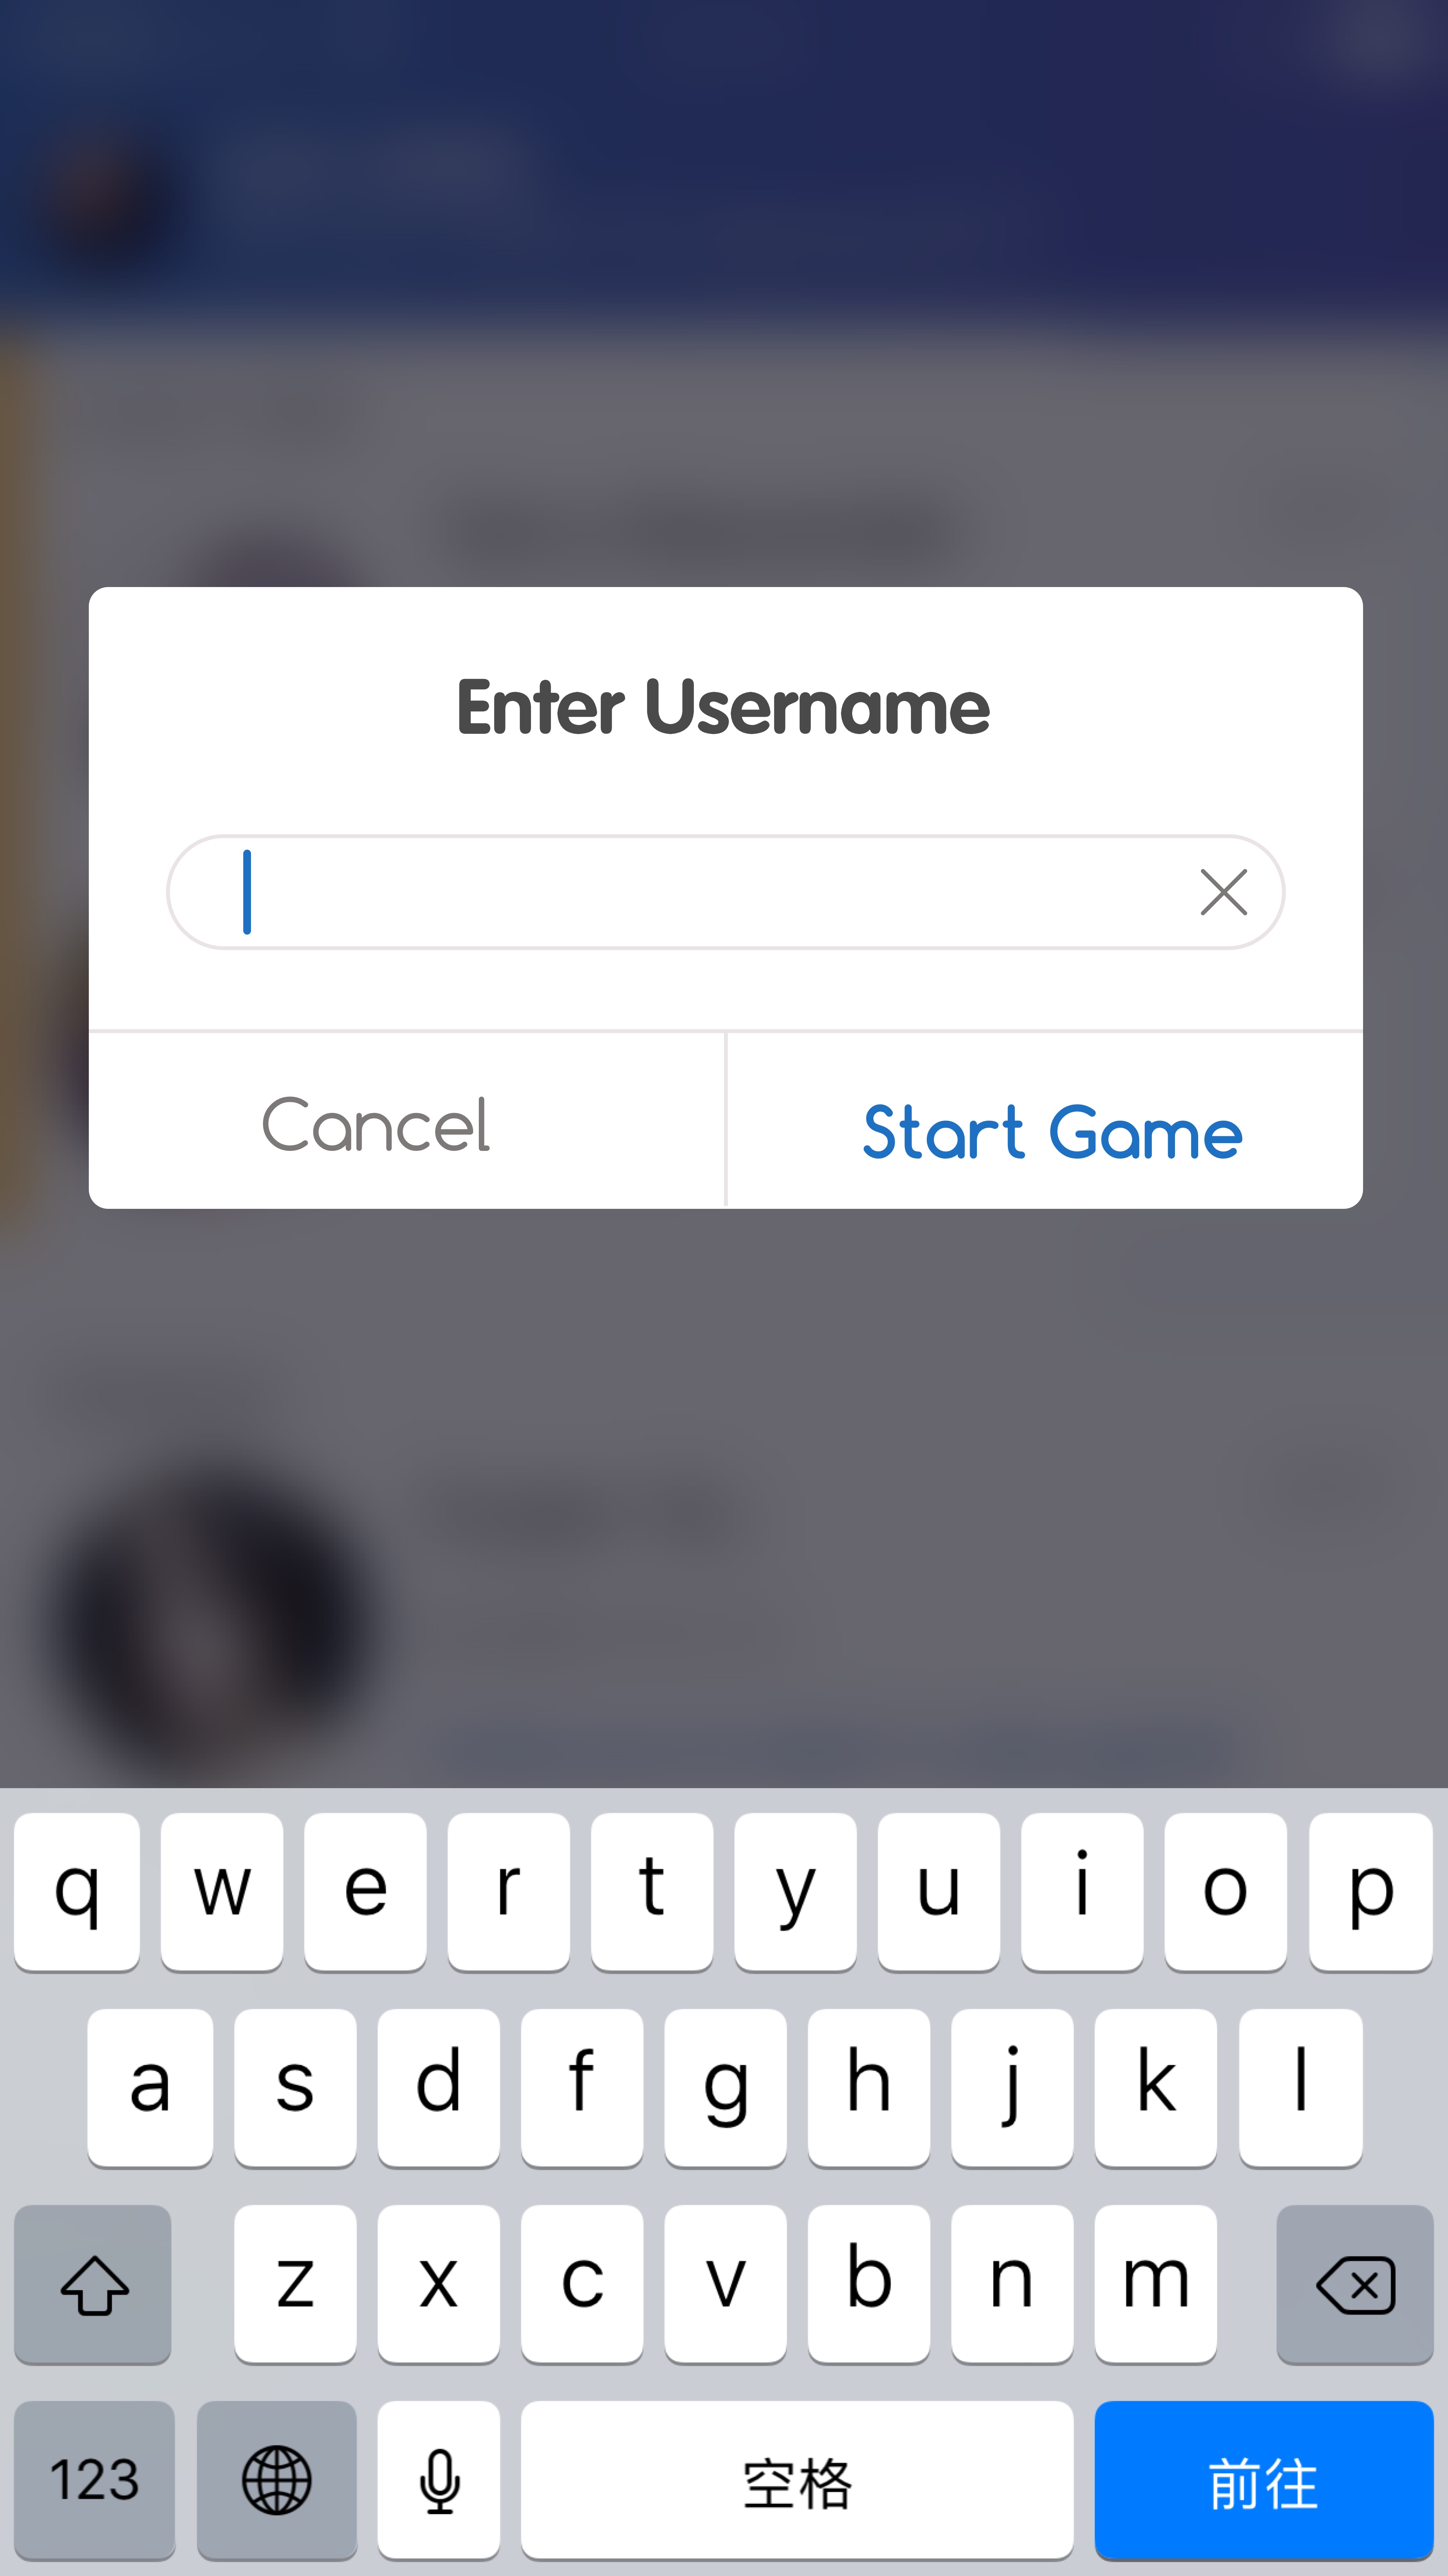 Enter Username
Cancel
Start Game
q w e r t y u i o p
a s d f g h j k l
z x c v b n m
123 空格 前往